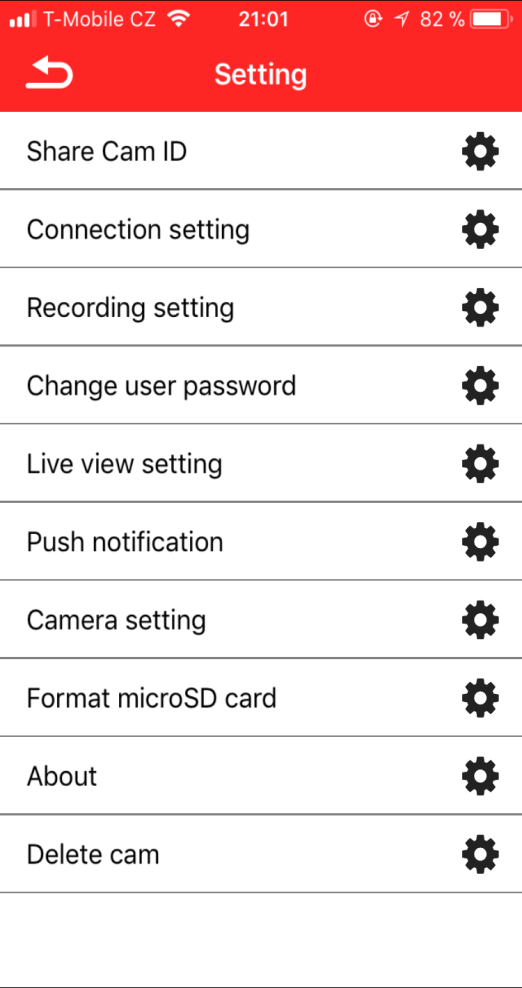 T-Mobile CZ 21:01 82 %
Setting
Share Cam ID
Connection setting
Recording setting
Change user password
Live view setting
Push notification
Camera setting
Format microSD card
About
Delete cam